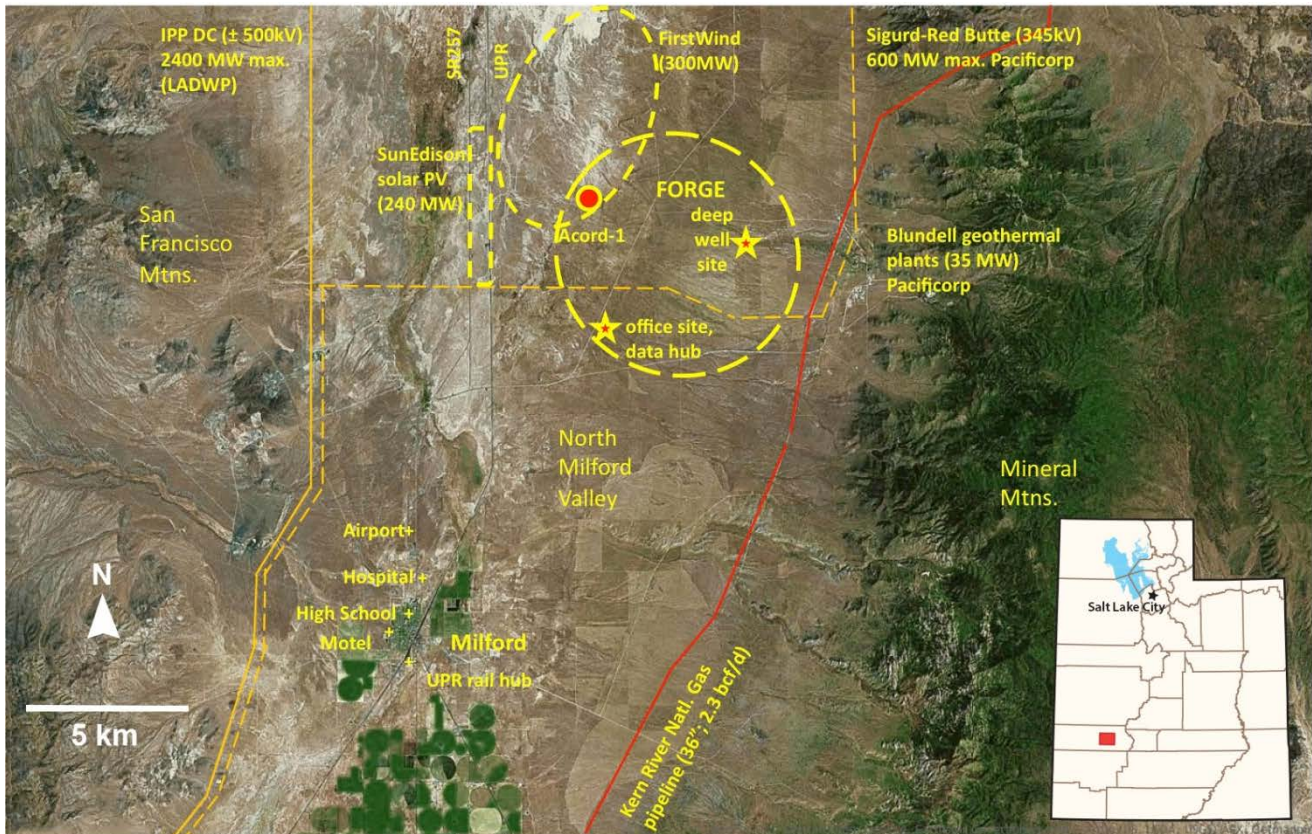 IPP DC (± 500kV)
2400 MW max.
(LADWP)
SR257
UPR
FirstWind
(300MW)
Sigurd-Red Butte (345kV)
600 MW max. Pacificorp
SunEdison
solar PV
(240 MW)
San
Francisco
Mtns.
FORGE
deep
well
site
Acord-1
Blundell geothermal
plants (35 MW)
Pacificorp
office site,
data hub
North
Milford
Valley
Mineral
Mtns.
Airport
Hospital
High School
Motel
Milford
UPR rail hub
N
5 km
Kern River Natl. Gas
pipeline (36”; 2.3 bcf/d)
Salt Lake City